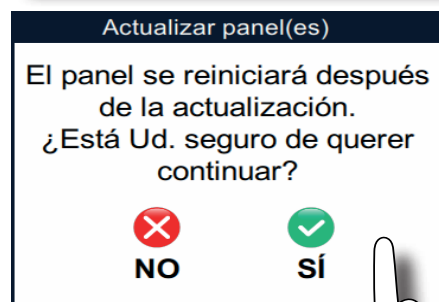 Actualizar panel(es)
El panel se reiniciará después
de la actualización.
¿Está Ud. seguro de querer
continuar?
NO SÍ